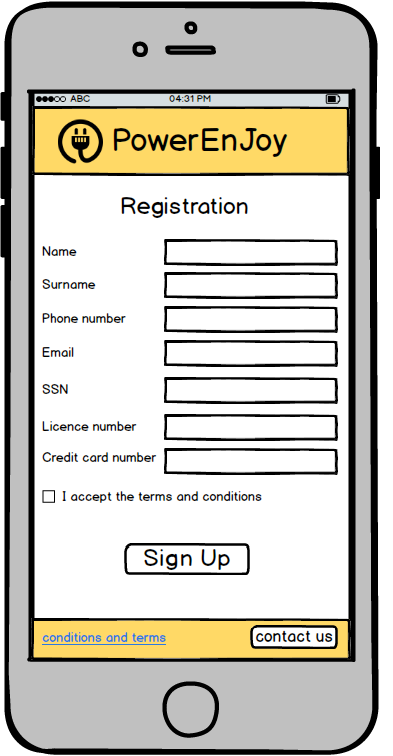 ABC 04:31 PM
PowerEnJoy
Registration
Name
Surname
Phone number
Email
SSN
Licence number
Credit card number
I accept the terms and conditions
Sign Up
conditions and terms contact us